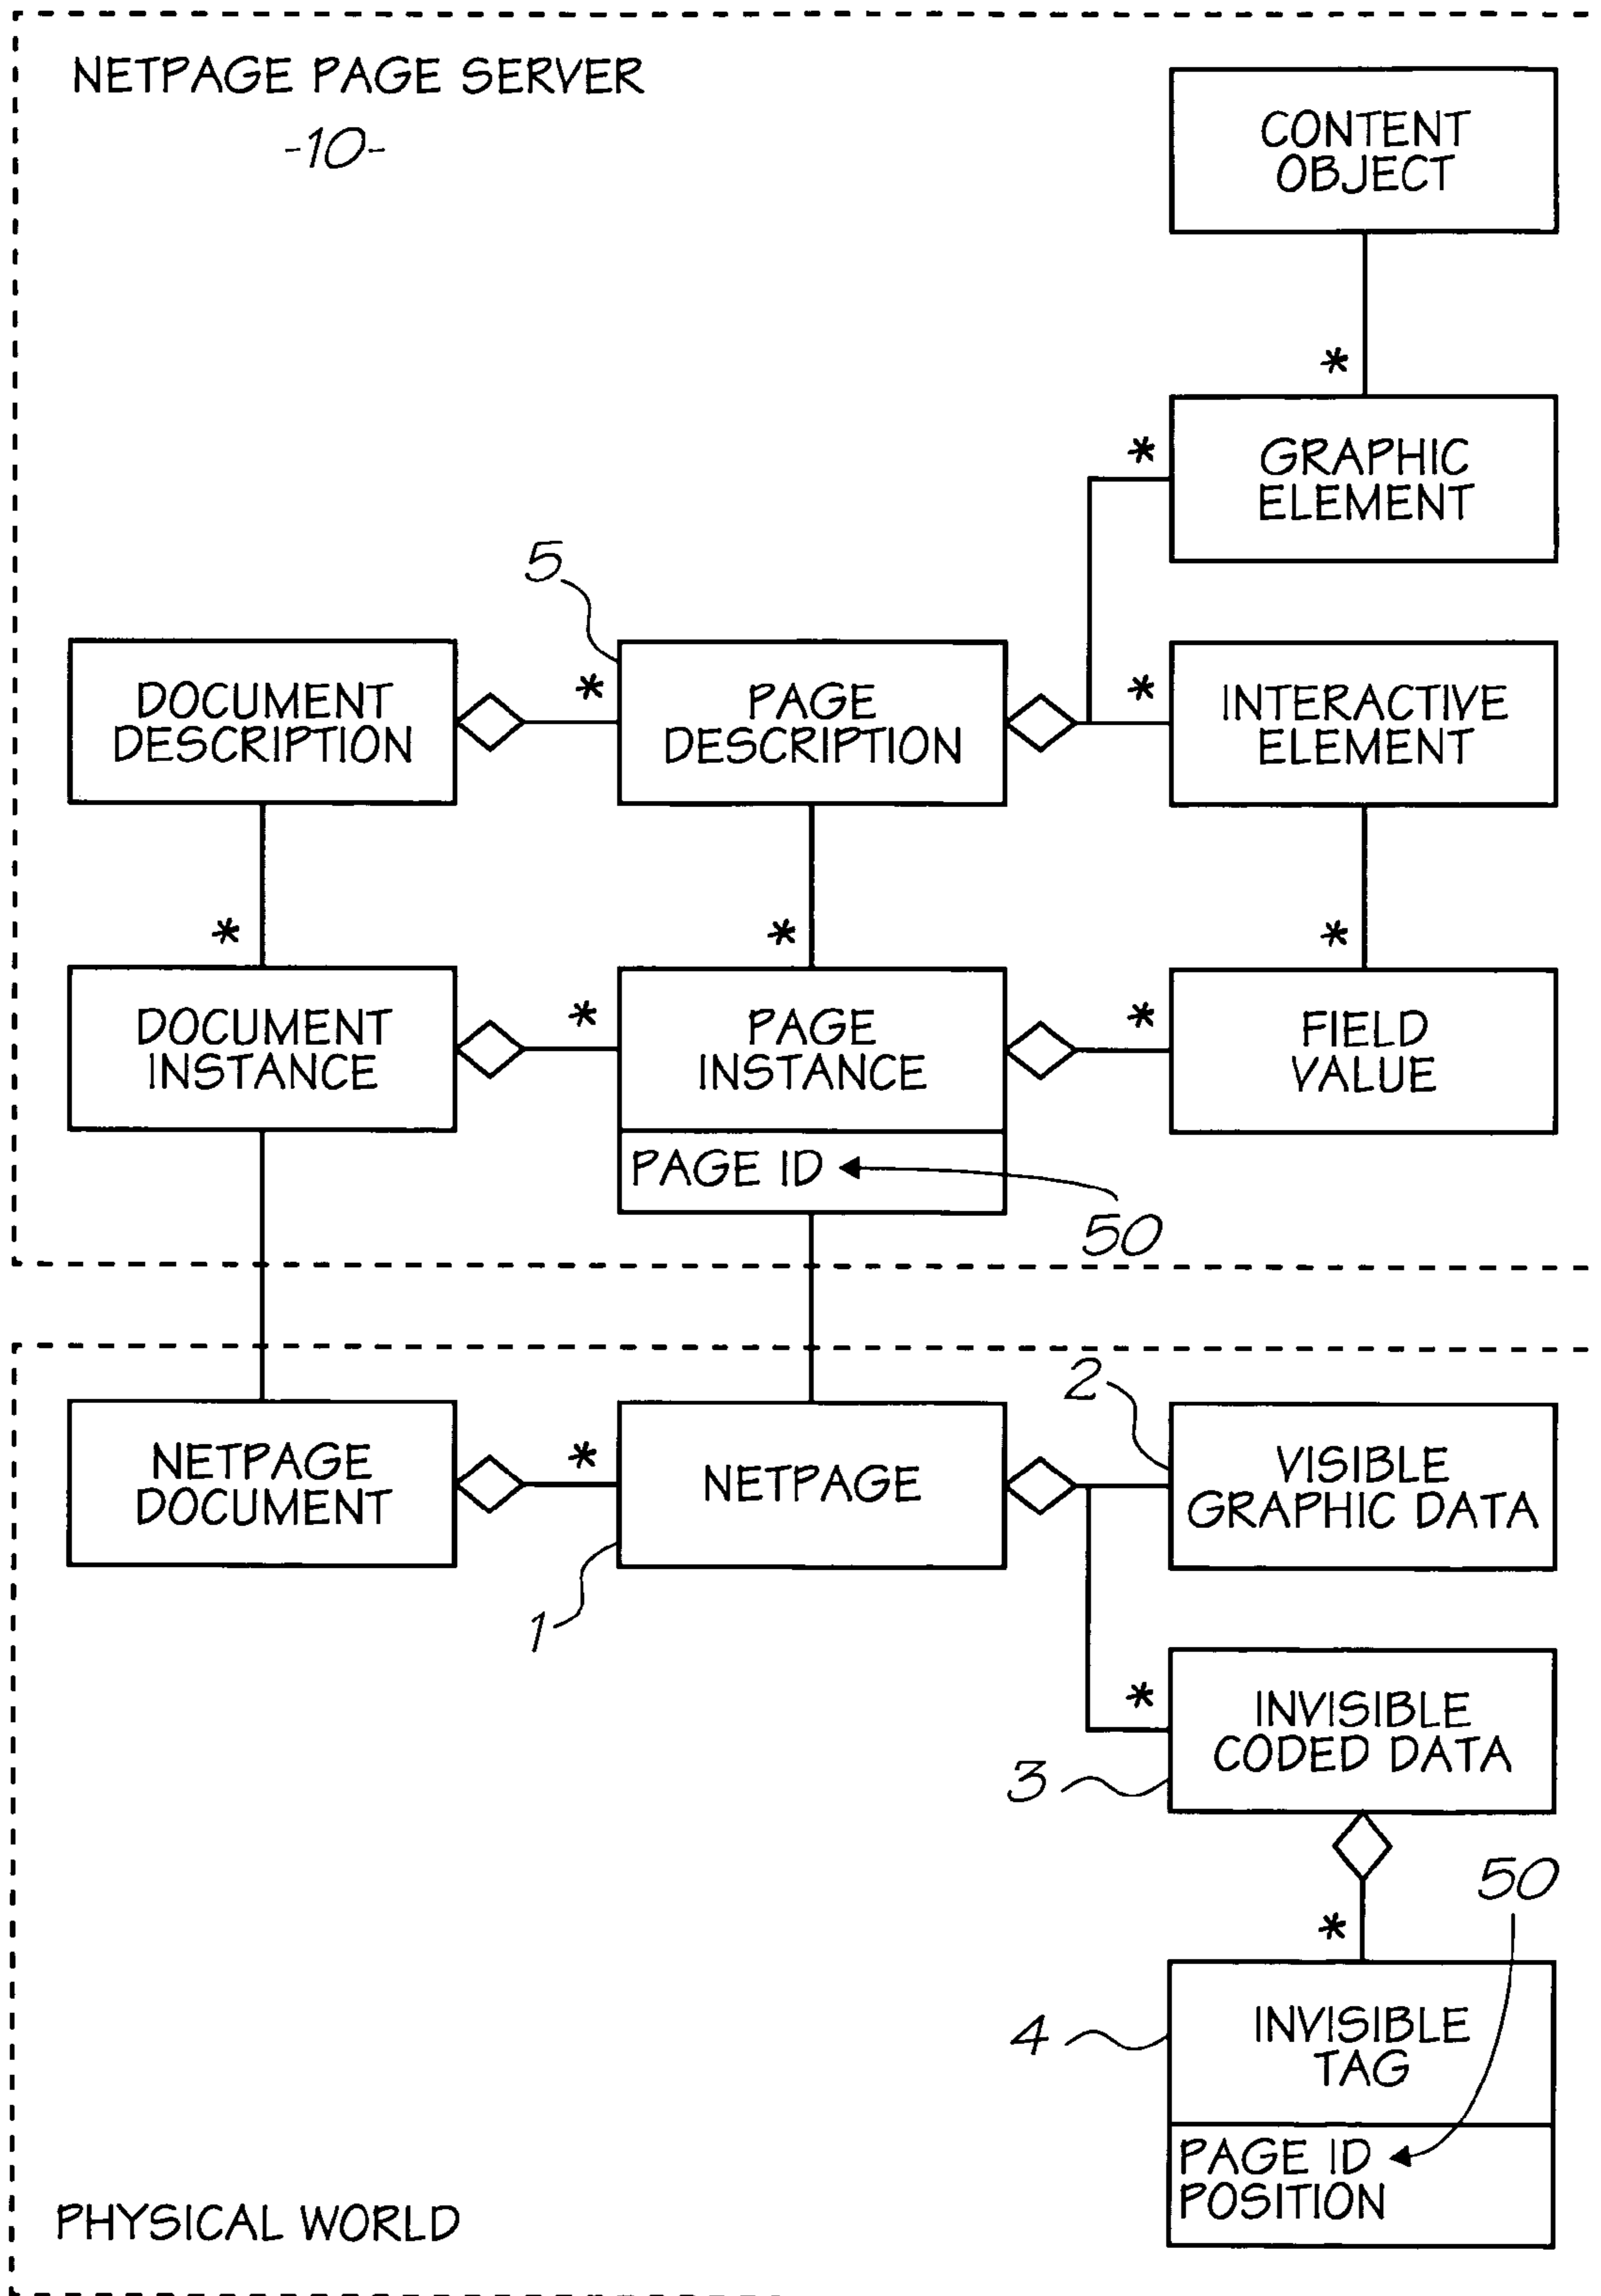 NETPAGE PAGE SERVER
-10-
CONTENT
OBJECT
*
*
GRAPHIC
ELEMENT
5
DOCUMENT
DESCRIPTION
*
PAGE
DESCRIPTION
*
INTERACTIVE
ELEMENT
*
*
*
DOCUMENT
INSTANCE
*
PAGE
INSTANCE
*
FIELD
VALUE
PAGE ID
50
2
NETPAGE
DOCUMENT
*
NETPAGE
VISIBLE
GRAPHIC DATA
1
*
INVISIBLE
CODED DATA
3
50
*
4
INVISIBLE
TAG
PAGE ID
POSITION
PHYSICAL WORLD